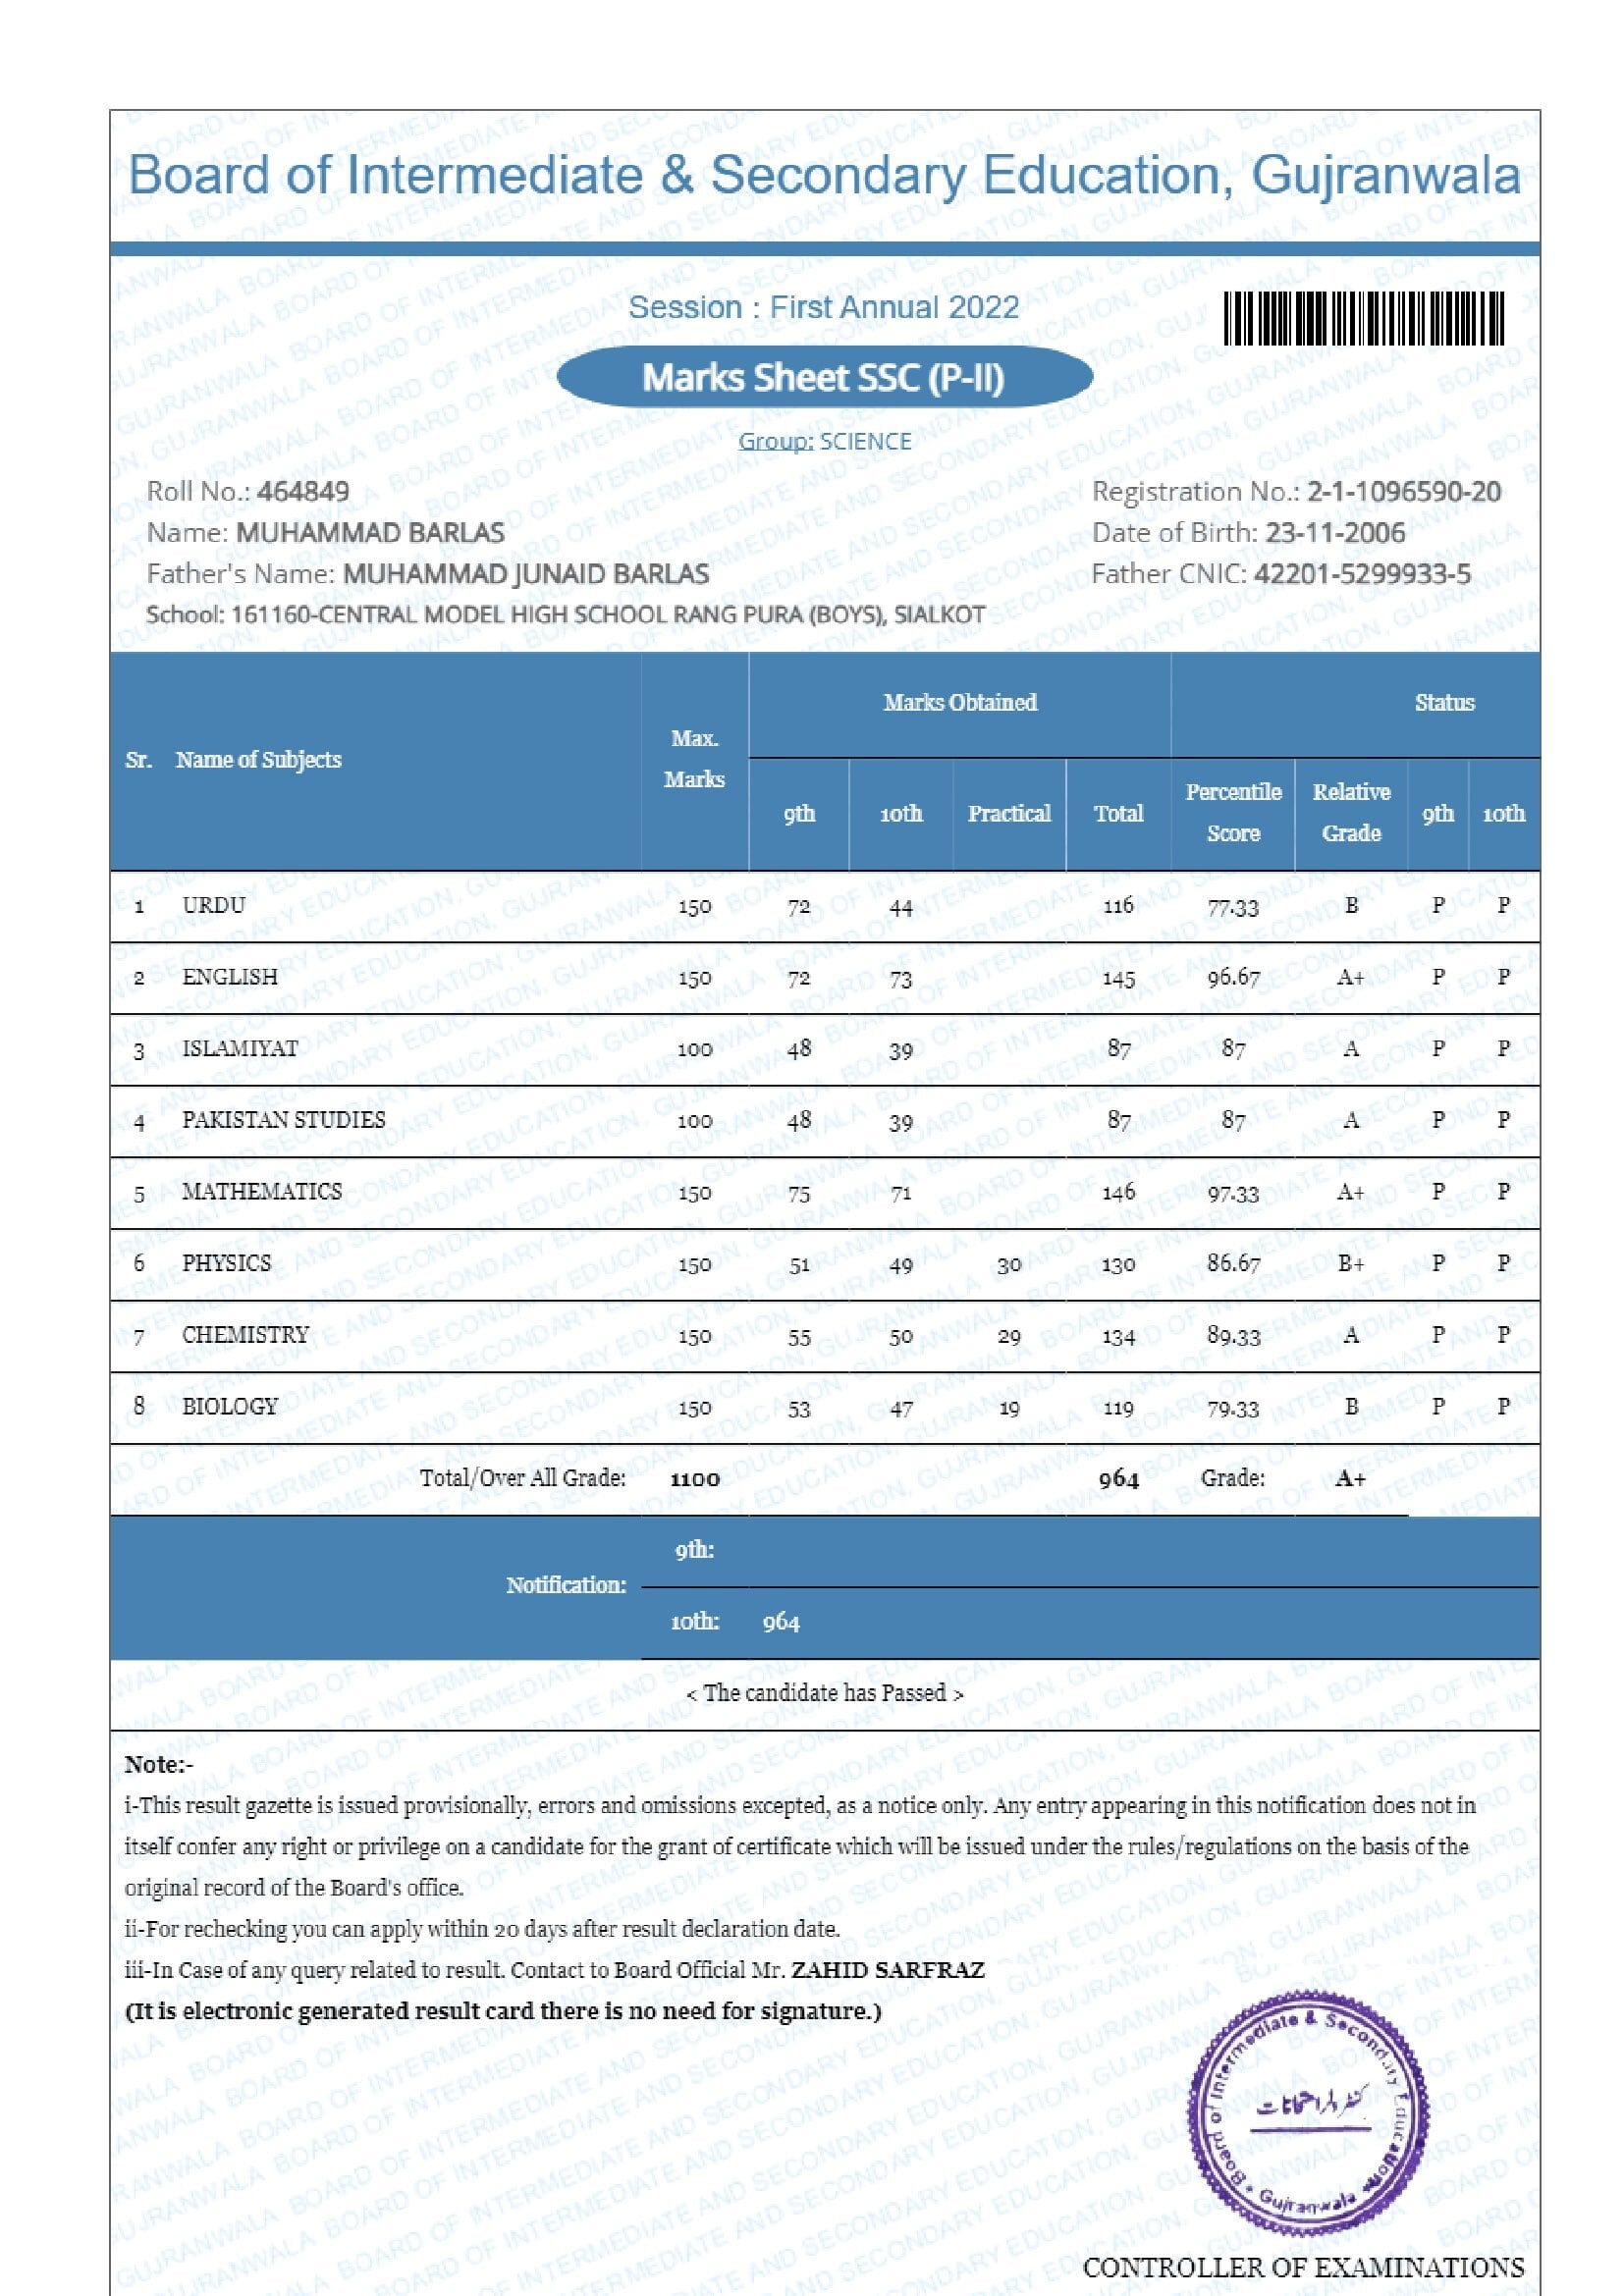 Board of Intermediate & Secondary Education, Gujranwala
Session : First Annual 2022
Marks Sheet SSC (P-II)
Group: SCIENCE
Roll No.: 464849 Registration No.: 2-1-1096590-20
Name: MUHAMMAD BARLAS Date of Birth: 23-11-2006
Father's Name: MUHAMMAD JUNAID BARLAS Father CNIC: 42201-5299933-5
School: 161160-CENTRAL MODEL HIGH SCHOOL RANG PURA (BOYS), SIALKOT
Marks Obtained Status
Sr. Name of Subjects Max. Marks 9th 10th Practical Total Percentile Score Relative Grade 9th 10th
1 URDU 150 72 44 116 77.33 B P P
2 ENGLISH 150 72 73 145 96.67 A+ P P
3 ISLAMIYAT 100 48 39 87 87 A P P
4 PAKISTAN STUDIES 100 48 39 87 87 A P P
5 MATHEMATICS 150 75 71 146 97.33 A+ P P
6 PHYSICS 150 51 49 30 130 86.67 B+ P P
7 CHEMISTRY 150 55 50 29 134 89.33 A P P
8 BIOLOGY 150 53 47 19 119 79.33 B P P
Total/Over All Grade: 1100 964 Grade: A+
Notification: 9th:
10th: 964
< The candidate has Passed >
Note:-
i-This result gazette is issued provisionally, errors and omissions excepted, as a notice only. Any entry appearing in this notification does not in
itself confer any right or privilege on a candidate for the grant of certificate which will be issued under the rules/regulations on the basis of the
original record of the Board's office.
ii-For rechecking you can apply within 20 days after result declaration date.
iii-In Case of any query related to result. Contact to Board Official Mr. ZAHID SARFRAZ
(It is electronic generated result card there is no need for signature.)
Board of Intermediate & Secondary Education
کنٹرولر امتحانات
Gujranwala
CONTROLLER OF EXAMINATIONS